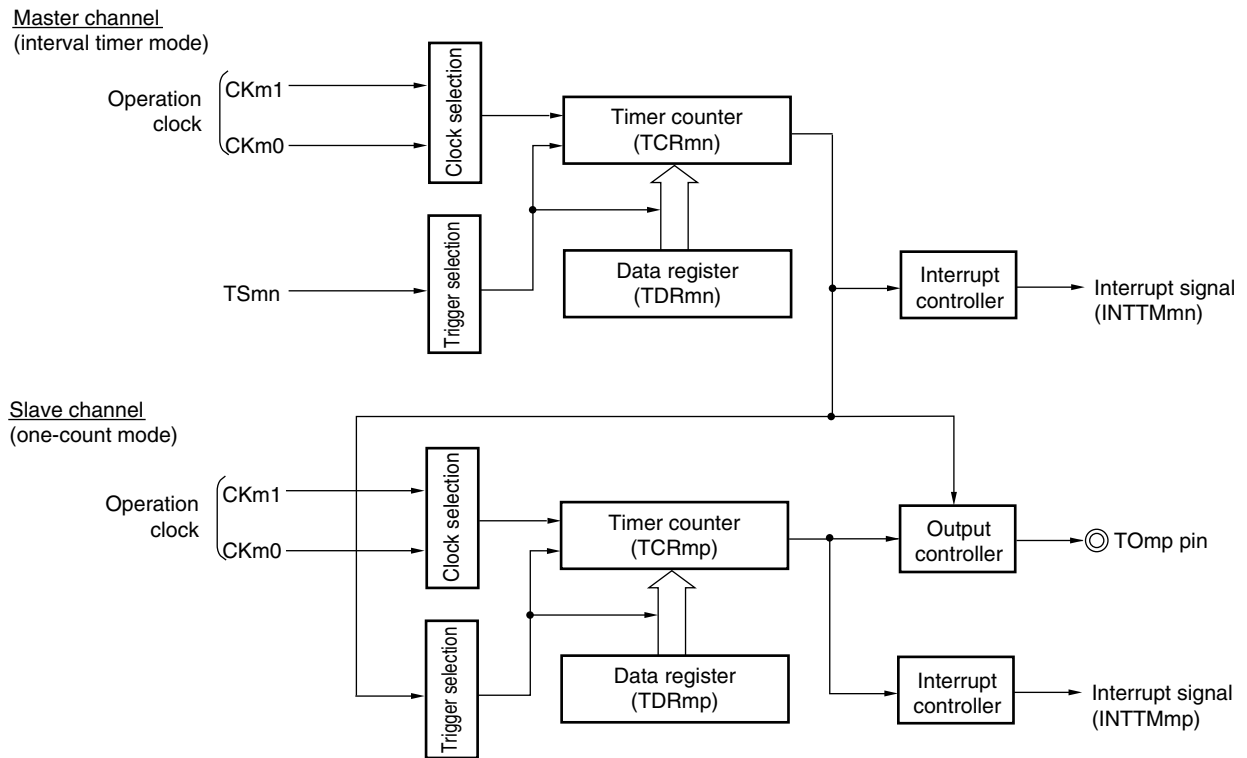 Master channel
(interval timer mode)
Operation
clock
CKm1
CKm0
Clock selection
Timer counter
(TCRmn)
TSmn
Trigger selection
Data register
(TDRmn)
Interrupt
controller
Interrupt signal
(INTTMmn)
Slave channel
(one-count mode)
Operation
clock
CKm1
CKm0
Clock selection
Timer counter
(TCRmp)
Output
controller
TOmp pin
Trigger selection
Data register
(TDRmp)
Interrupt
controller
Interrupt signal
(INTTMmp)